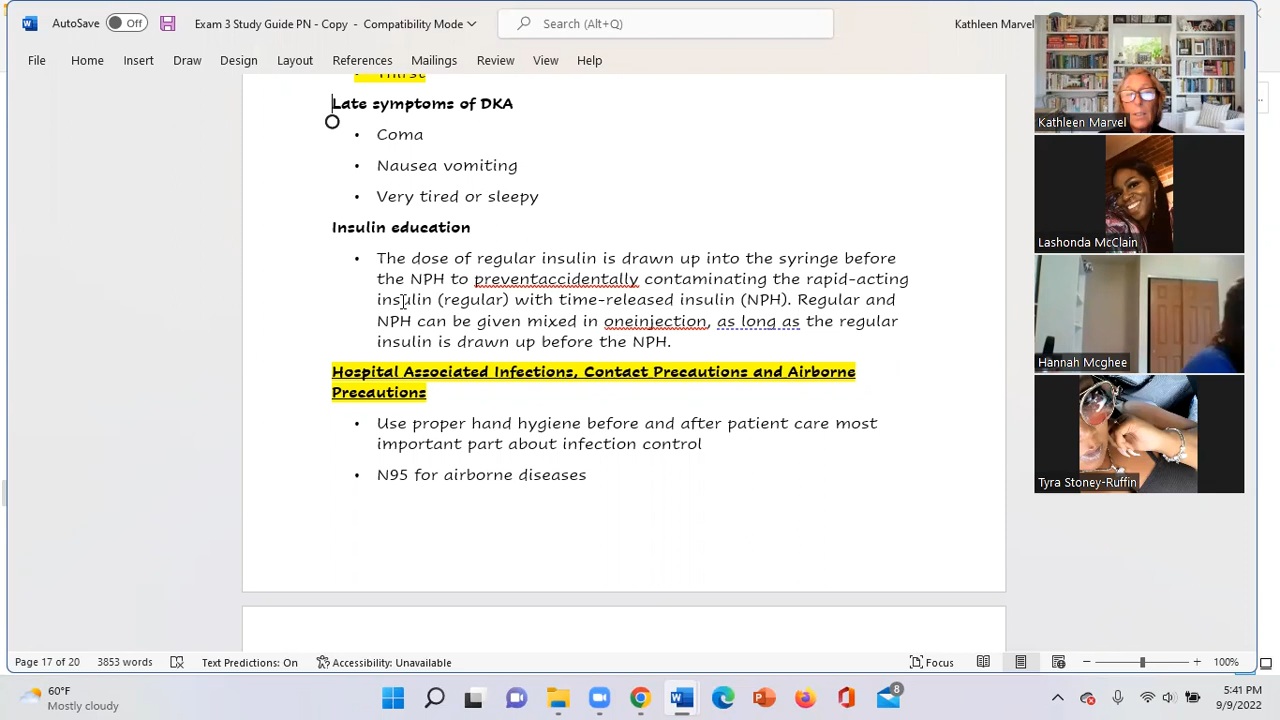 AutoSave Off Exam 3 Study Guide PN - Copy - Compatibility Mode Search (Alt+Q) Kathleen Marvel
File Home Insert Draw Design Layout References Mailings Review View Help
Thirst
Late symptoms of DKA
• Coma
• Nausea vomiting
• Very tired or sleepy
Insulin education
• The dose of regular insulin is drawn up into the syringe before
the NPH to preventaccidentally contaminating the rapid-acting
insulin (regular) with time-released insulin (NPH). Regular and
NPH can be given mixed in oneinjection, as long as the regular
insulin is drawn up before the NPH.
Hospital Associated Infections, Contact Precautions and Airborne
Precautions
• Use proper hand hygiene before and after patient care most
important part about infection control
• N95 for airborne diseases
Kathleen Marvel
Lashonda McClain
Hannah Mcghee
Tyra Stoney-Ruffin
Page 17 of 20 3853 words Text Predictions: On Accessibility: Unavailable Focus 100%
60°F
Mostly cloudy
8
5:41 PM
9/9/2022